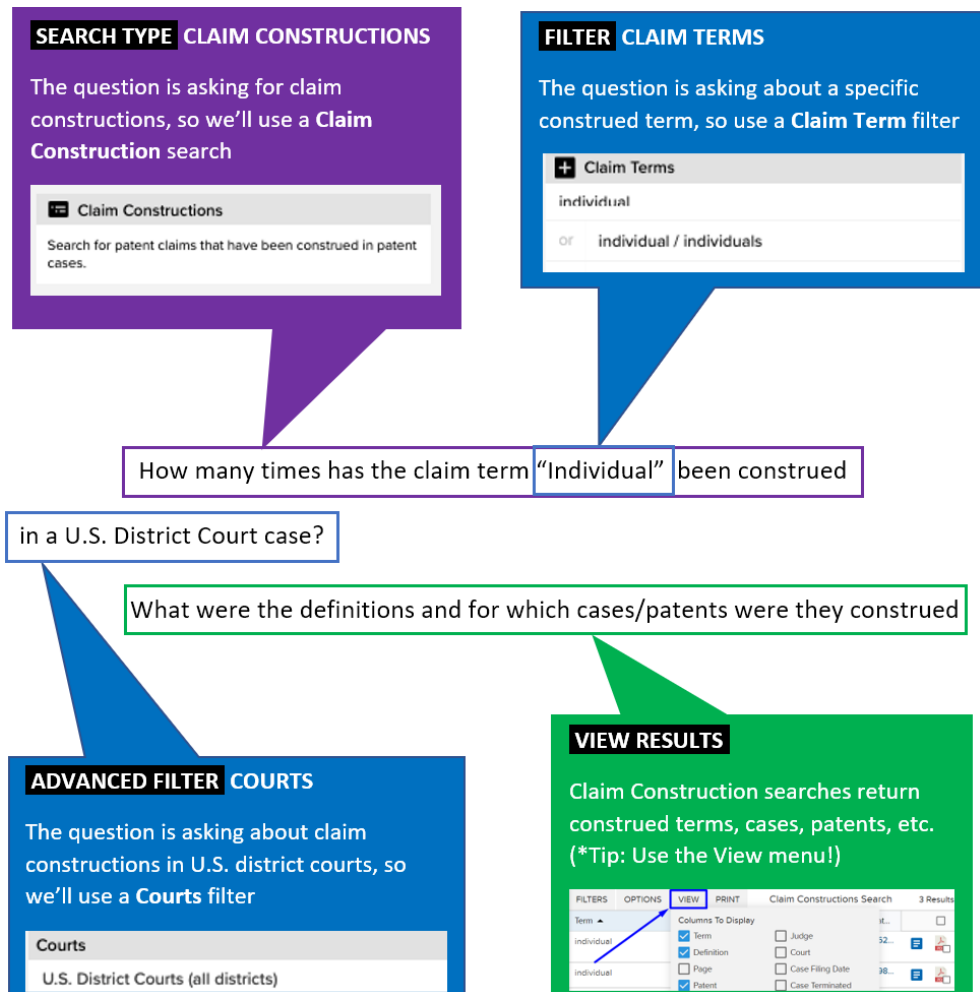 SEARCH TYPE CLAIM CONSTRUCTIONS
The question is asking for claim
constructions, so we’ll use a Claim
Construction search
Claim Constructions
Search for patent claims that have been construed in patent
cases.
FILTER CLAIM TERMS
The question is asking about a specific
construed term, so use a Claim Term filter
Claim Terms
individual
or individual / individuals
How many times has the claim term “Individual” been construed
in a U.S. District Court case?
What were the definitions and for which cases/patents were they construed
ADVANCED FILTER COURTS
The question is asking about claim
constructions in U.S. district courts, so
we’ll use a Courts filter
Courts
U.S. District Courts (all districts)
VIEW RESULTS
Claim Construction searches return
construed terms, cases, patents, etc.
(*Tip: Use the View menu!)
FILTERS OPTIONS VIEW PRINT Claim Constructions Search 3 Results
Term Columns To Display
Term Judge
individual
Definition Court
Page Case Filing Date
individual
Patent Case Terminated